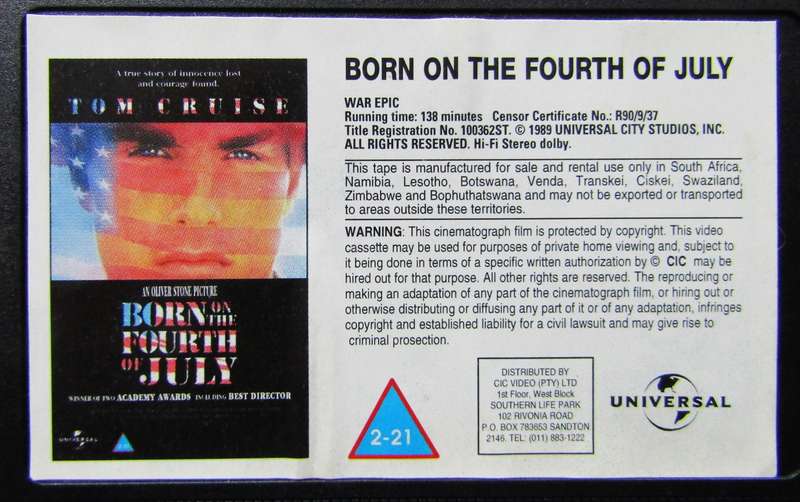 A true story of innocence lost
and courage found.
TOM CRUISE
AN OLIVER STONE PICTURE
BORN ON
THE
FOURTH
OF JULY
WINNER OF TWO ACADEMY AWARDS INCLUDING BEST DIRECTOR
UNIVERSAL
BORN ON THE FOURTH OF JULY
WAR EPIC
Running time: 138 minutes Censor Certificate No.: R90/9/37
Title Registration No. 100362ST. © 1989 UNIVERSAL CITY STUDIOS, INC.
ALL RIGHTS RESERVED. Hi-Fi Stereo dolby.
This tape is manufactured for sale and rental use only in South Africa,
Namibia, Lesotho, Botswana, Venda, Transkei, Ciskei, Swaziland,
Zimbabwe and Bophuthatswana and may not be exported or transported
to areas outside these territories.
WARNING: This cinematograph film is protected by copyright. This video
cassette may be used for purposes of private home viewing and, subject to
it being done in terms of a specific written authorization by © CIC may be
hired out for that purpose. All other rights are reserved. The reproducing or
making an adaptation of any part of the cinematograph film, or hiring out or
otherwise distributing or diffusing any part of it or of any adaptation, infringes
copyright and established liability for a civil lawsuit and may give rise to
criminal prosection.
2-21
DISTRIBUTED BY
CIC VIDEO (PTY) LTD
1st Floor, West Block
SOUTHERN LIFE PARK
102 RIVONIA ROAD
P.O. BOX 783653 SANDTON
2146. TEL: (011) 883-1222
UNIVERSAL